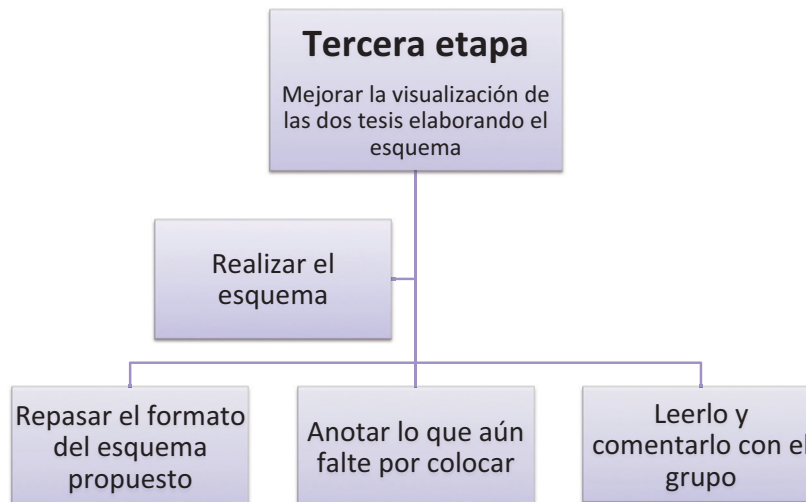 Tercera etapa
Mejorar la visualización de
las dos tesis elaborando el
esquema
Realizar el
esquema
Repasar el formato
del esquema
propuesto
Anotar lo que aún
falte por colocar
Leerlo y
comentarlo con el
grupo